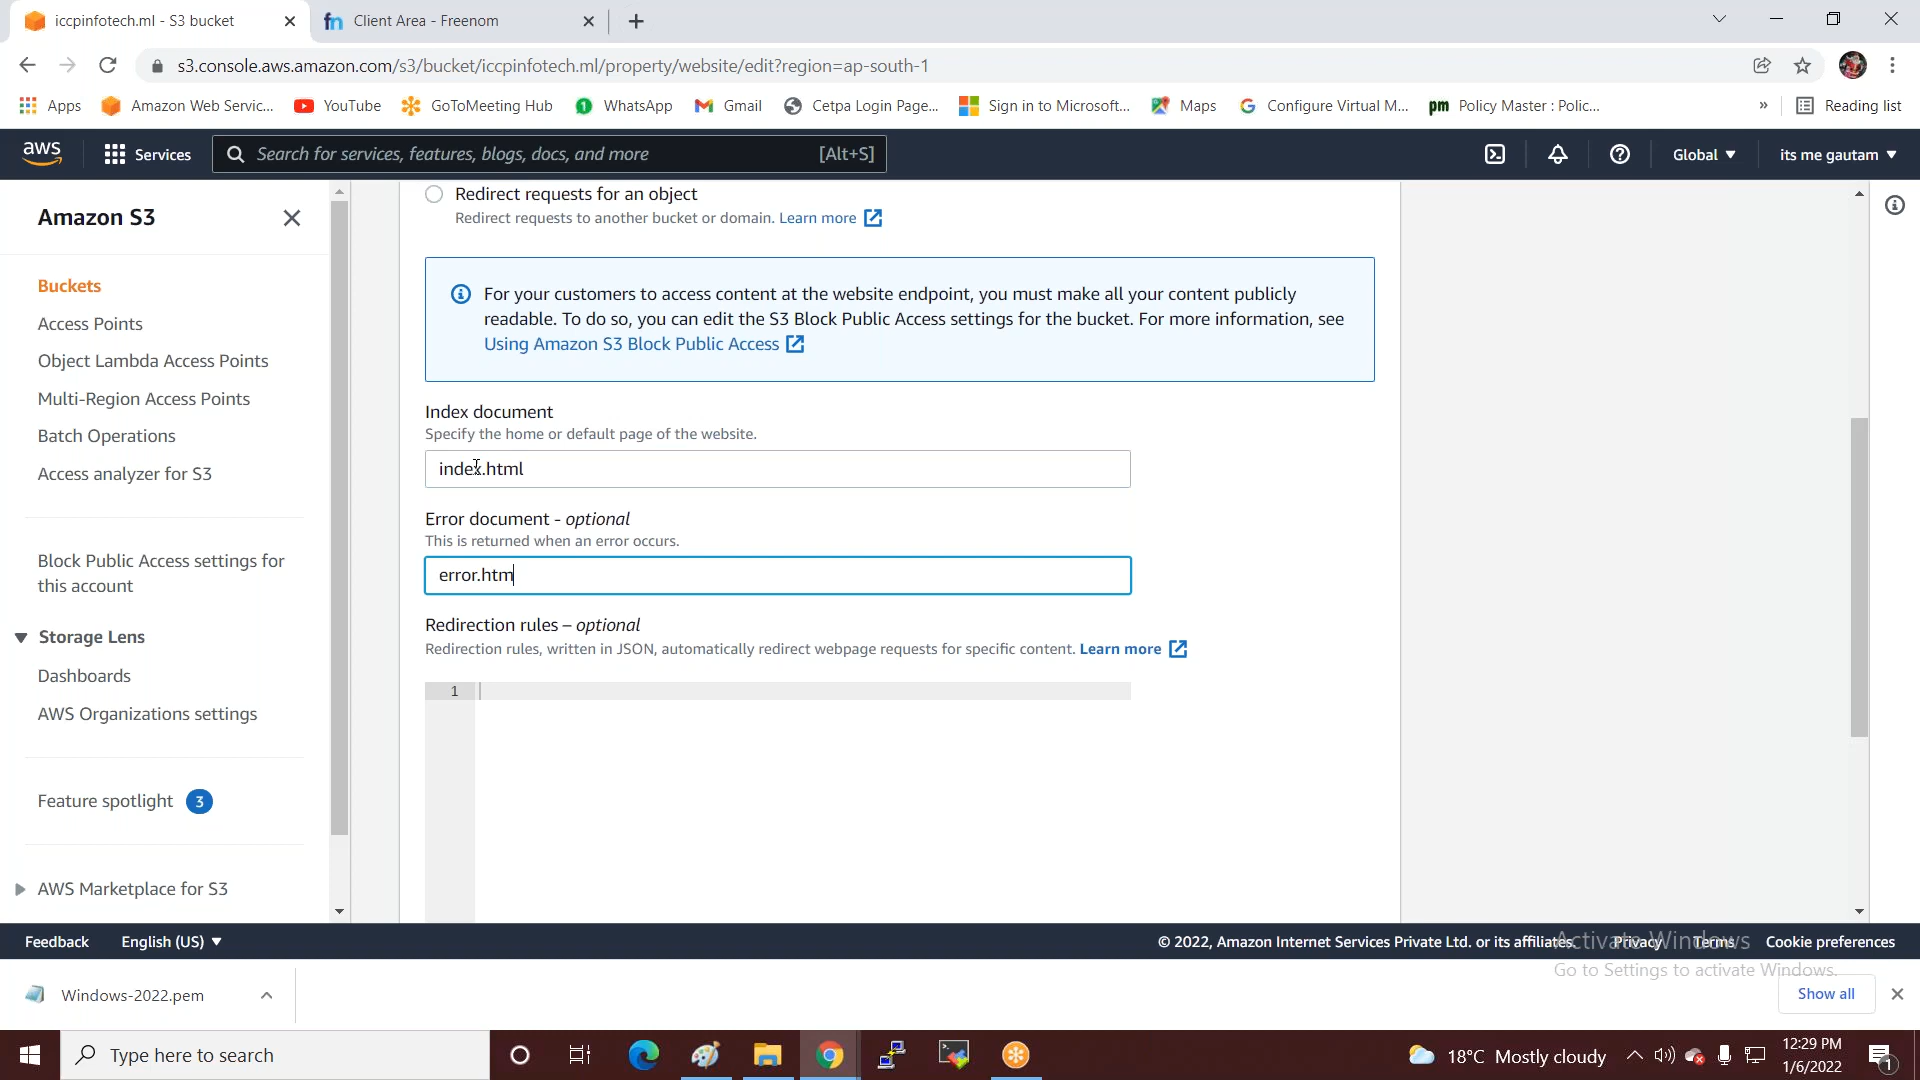 iccpinfotech.ml - S3 bucket
fn Client Area - Freenom
s3.console.aws.amazon.com/s3/bucket/iccpinfotech.ml/property/website/edit?region=ap-south-1
Apps Amazon Web Servic... YouTube GoToMeeting Hub 1 WhatsApp Gmail Cetpa Login Page... Sign in to Microsoft... Maps Configure Virtual M... pm Policy Master : Polic... » Reading list
aws Services Search for services, features, blogs, docs, and more [Alt+S] Global its me gautam
Amazon S3
Buckets
Access Points
Object Lambda Access Points
Multi-Region Access Points
Batch Operations
Access analyzer for S3
Block Public Access settings for
this account
Storage Lens
Dashboards
AWS Organizations settings
Feature spotlight 3
AWS Marketplace for S3
Redirect requests for an object
Redirect requests to another bucket or domain. Learn more
For your customers to access content at the website endpoint, you must make all your content publicly
readable. To do so, you can edit the S3 Block Public Access settings for the bucket. For more information, see
Using Amazon S3 Block Public Access
Index document
Specify the home or default page of the website.
index.html
Error document - optional
This is returned when an error occurs.
error.htm
Redirection rules – optional
Redirection rules, written in JSON, automatically redirect webpage requests for specific content. Learn more
1
Feedback English (US) © 2022, Amazon Internet Services Private Ltd. or its affiliates. Privacy Terms Cookie preferences
Activate Windows
Go to Settings to activate Windows.
Windows-2022.pem
Show all
Type here to search
18°C Mostly cloudy
12:29 PM
1/6/2022
1